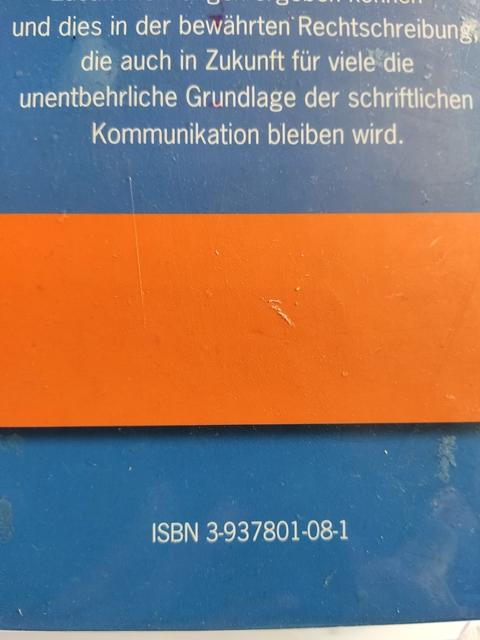 und dies in der bewährten Rechtschreibung,
die auch in Zukunft für viele die
unentbehrliche Grundlage der schriftlichen
Kommunikation bleiben wird.
ISBN 3-937801-08-1